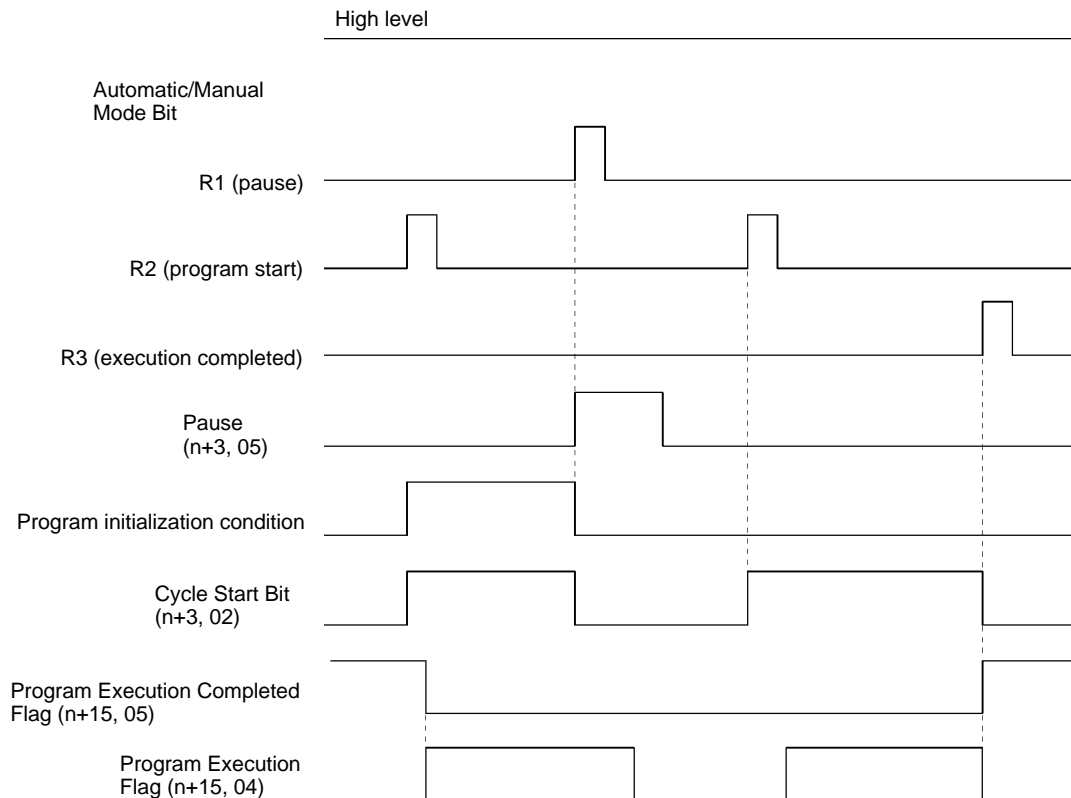 High level
Automatic/Manual
Mode Bit
R1 (pause)
R2 (program start)
R3 (execution completed)
Pause
(n+3, 05)
Program initialization condition
Cycle Start Bit
(n+3, 02)
Program Execution Completed
Flag (n+15, 05)
Program Execution
Flag (n+15, 04)